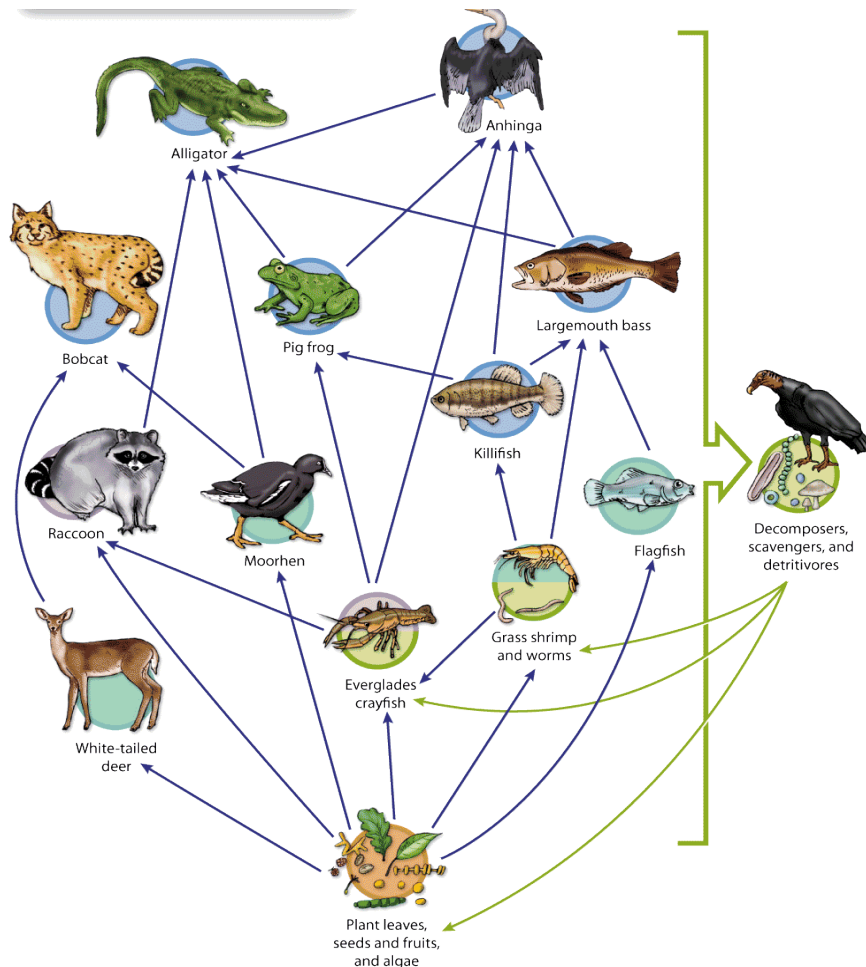 Anhinga
Alligator
Largemouth bass
Pig frog
Bobcat
Killifish
Raccoon
Moorhen
Flagfish
Decomposers,
scavengers, and
detritivores
Grass shrimp
and worms
Everglades
crayfish
White-tailed
deer
Plant leaves,
seeds and fruits,
and algae